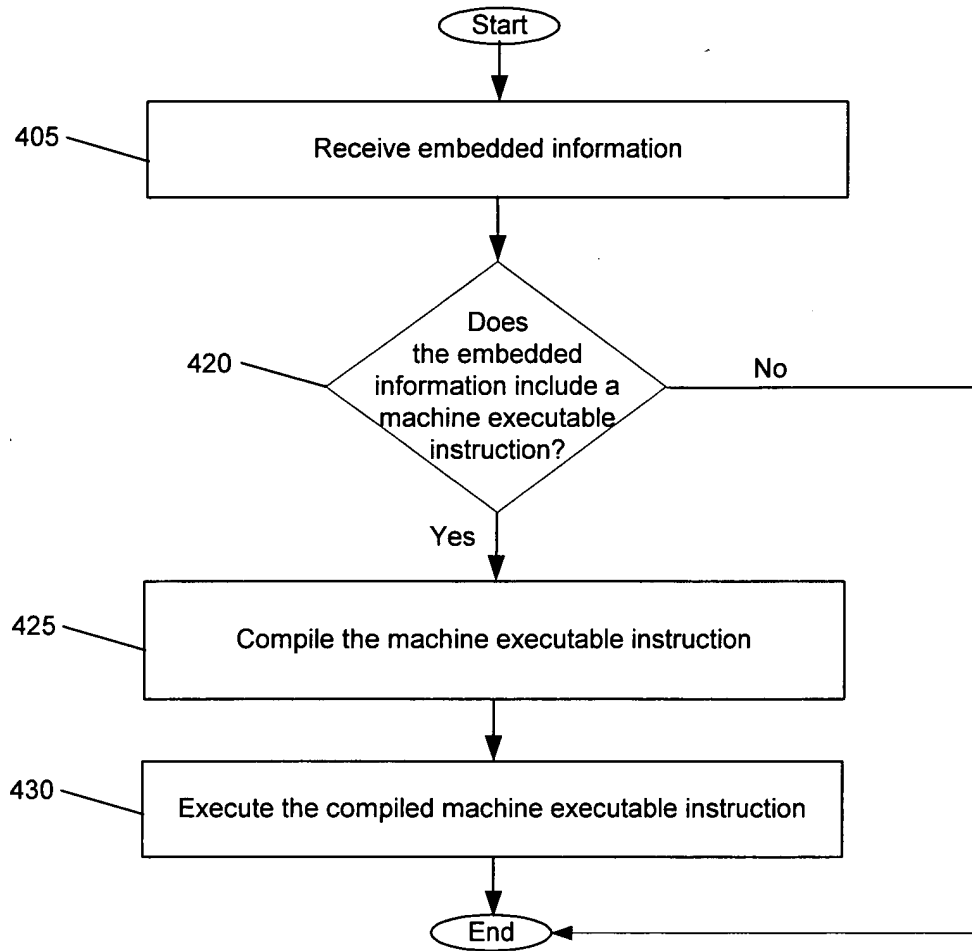 Start
405
Receive embedded information
420
Does
the embedded
information include a
machine executable
instruction?
No
Yes
425
Compile the machine executable instruction
430
Execute the compiled machine executable instruction
End